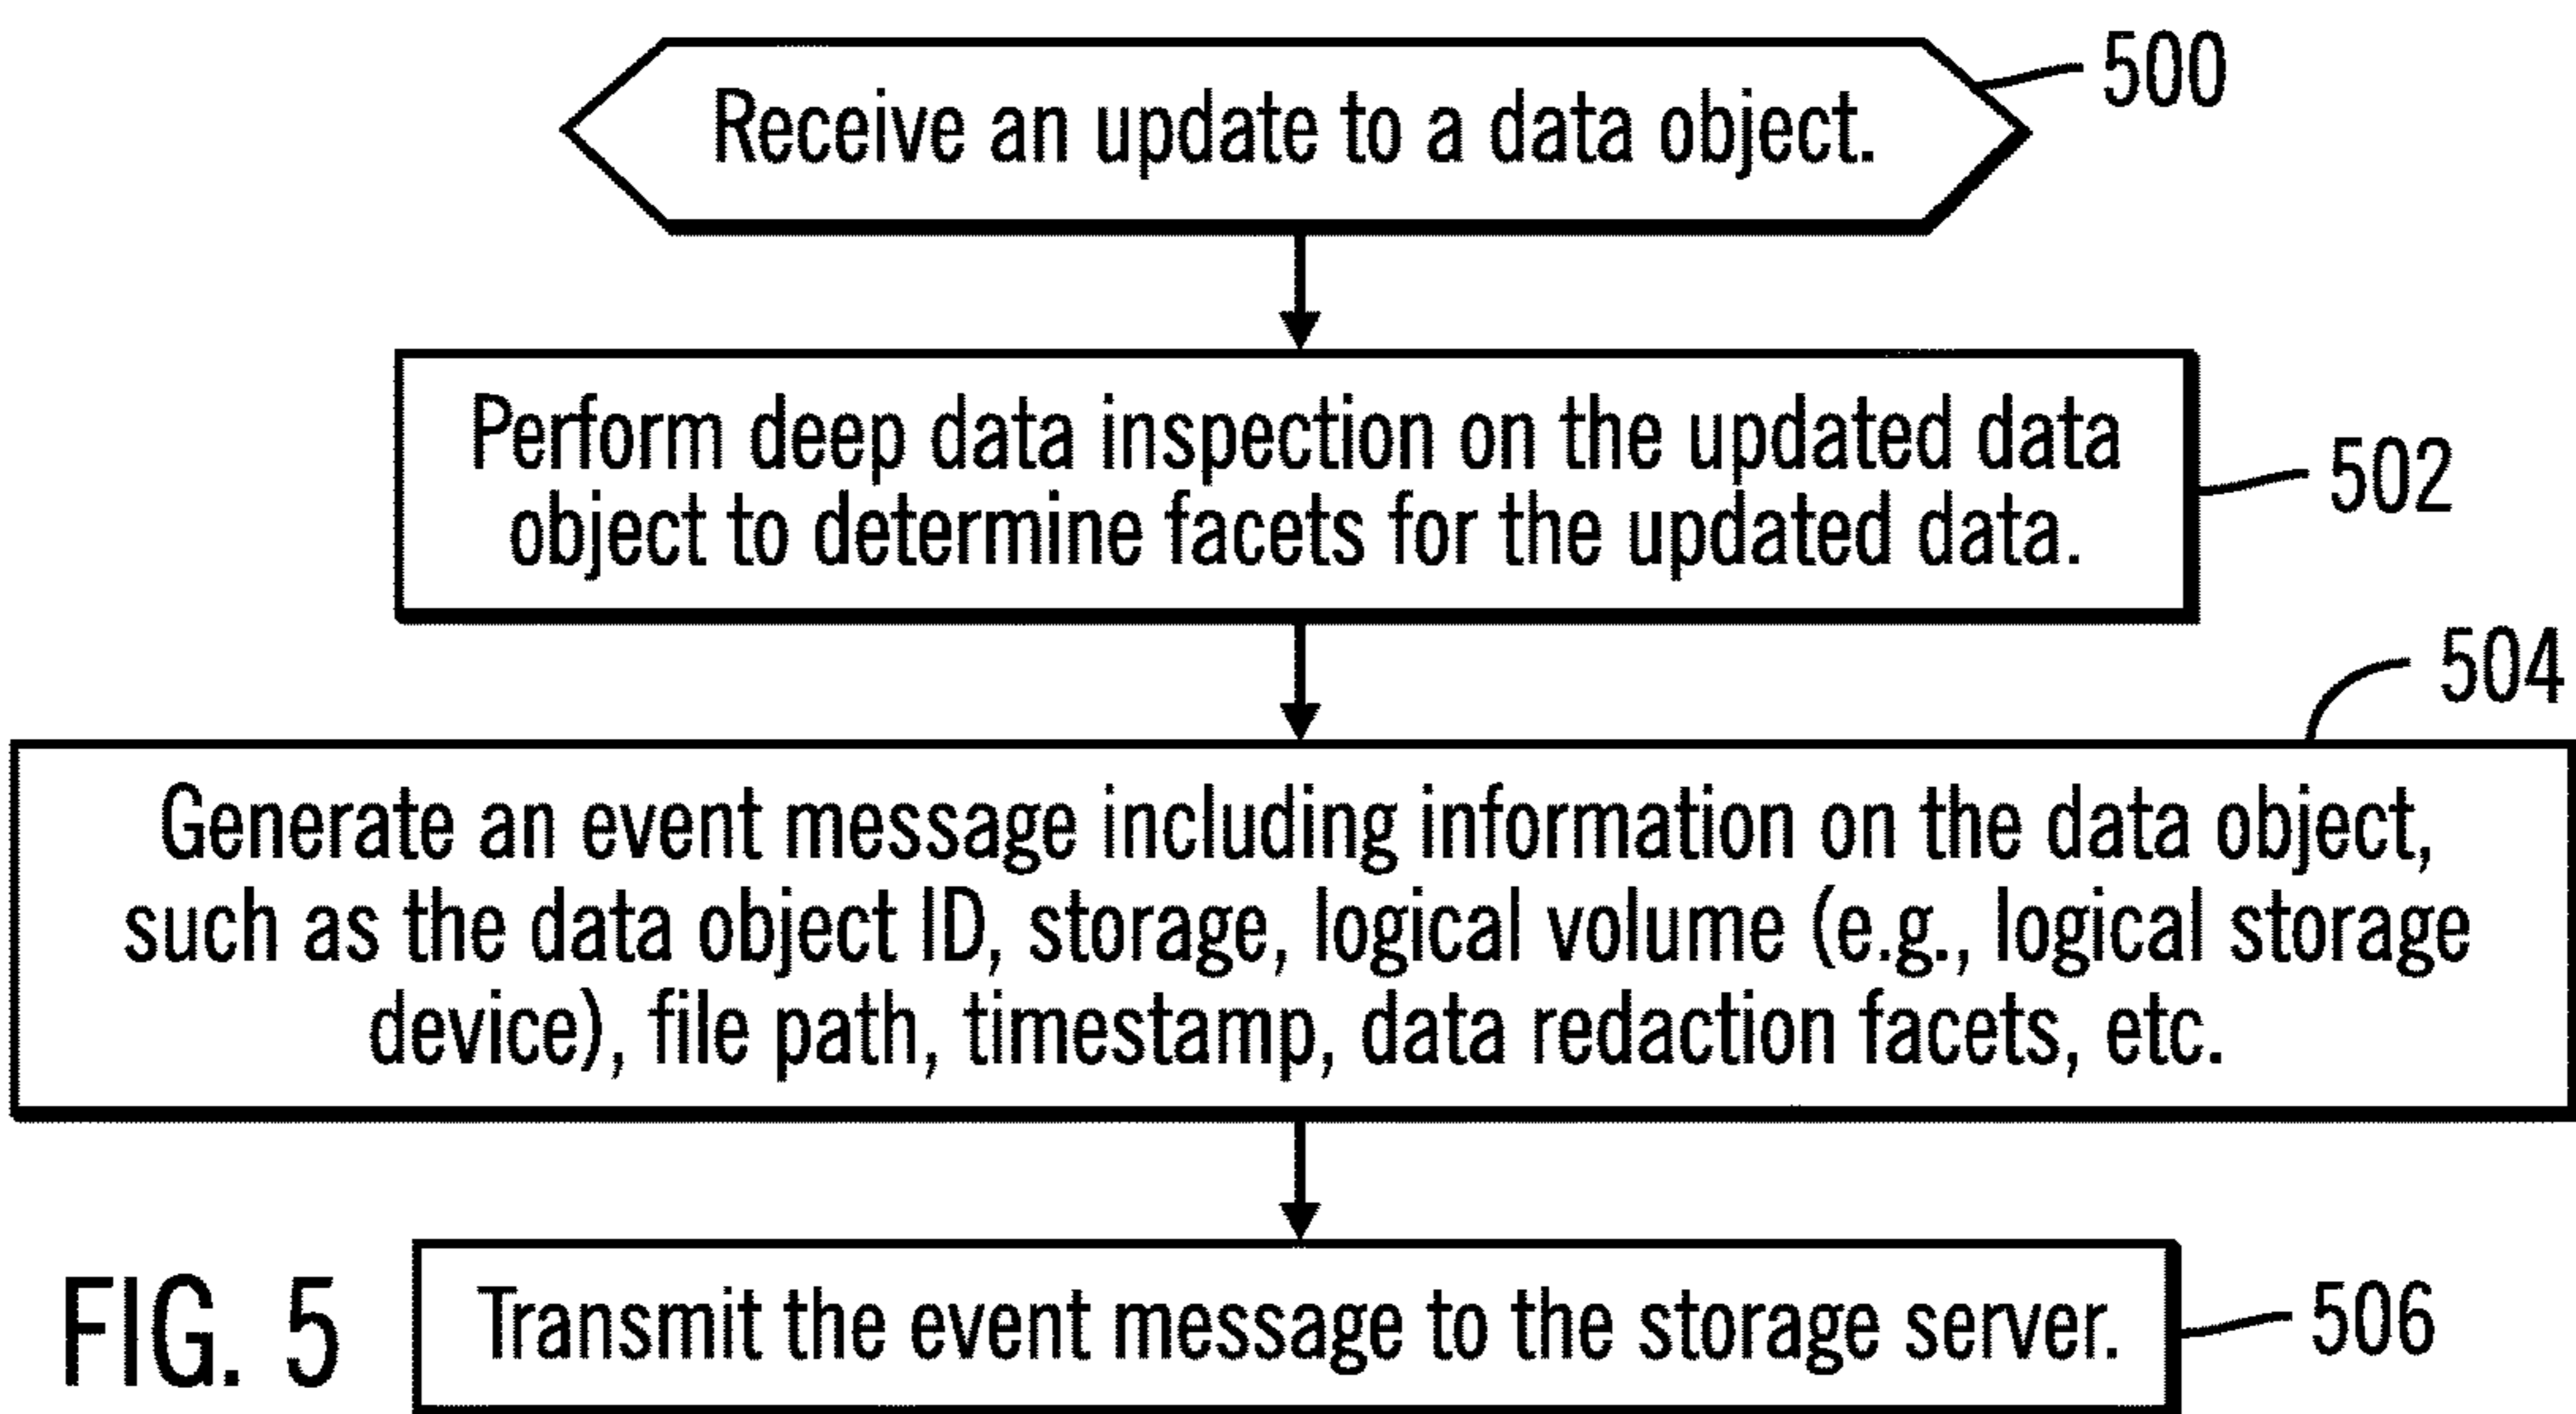 Receive an update to a data object.
500
Perform deep data inspection on the updated data
object to determine facets for the updated data.
502
504
Generate an event message including information on the data object,
such as the data object ID, storage, logical volume (e.g., logical storage
device), file path, timestamp, data redaction facets, etc.
FIG. 5
Transmit the event message to the storage server.
506